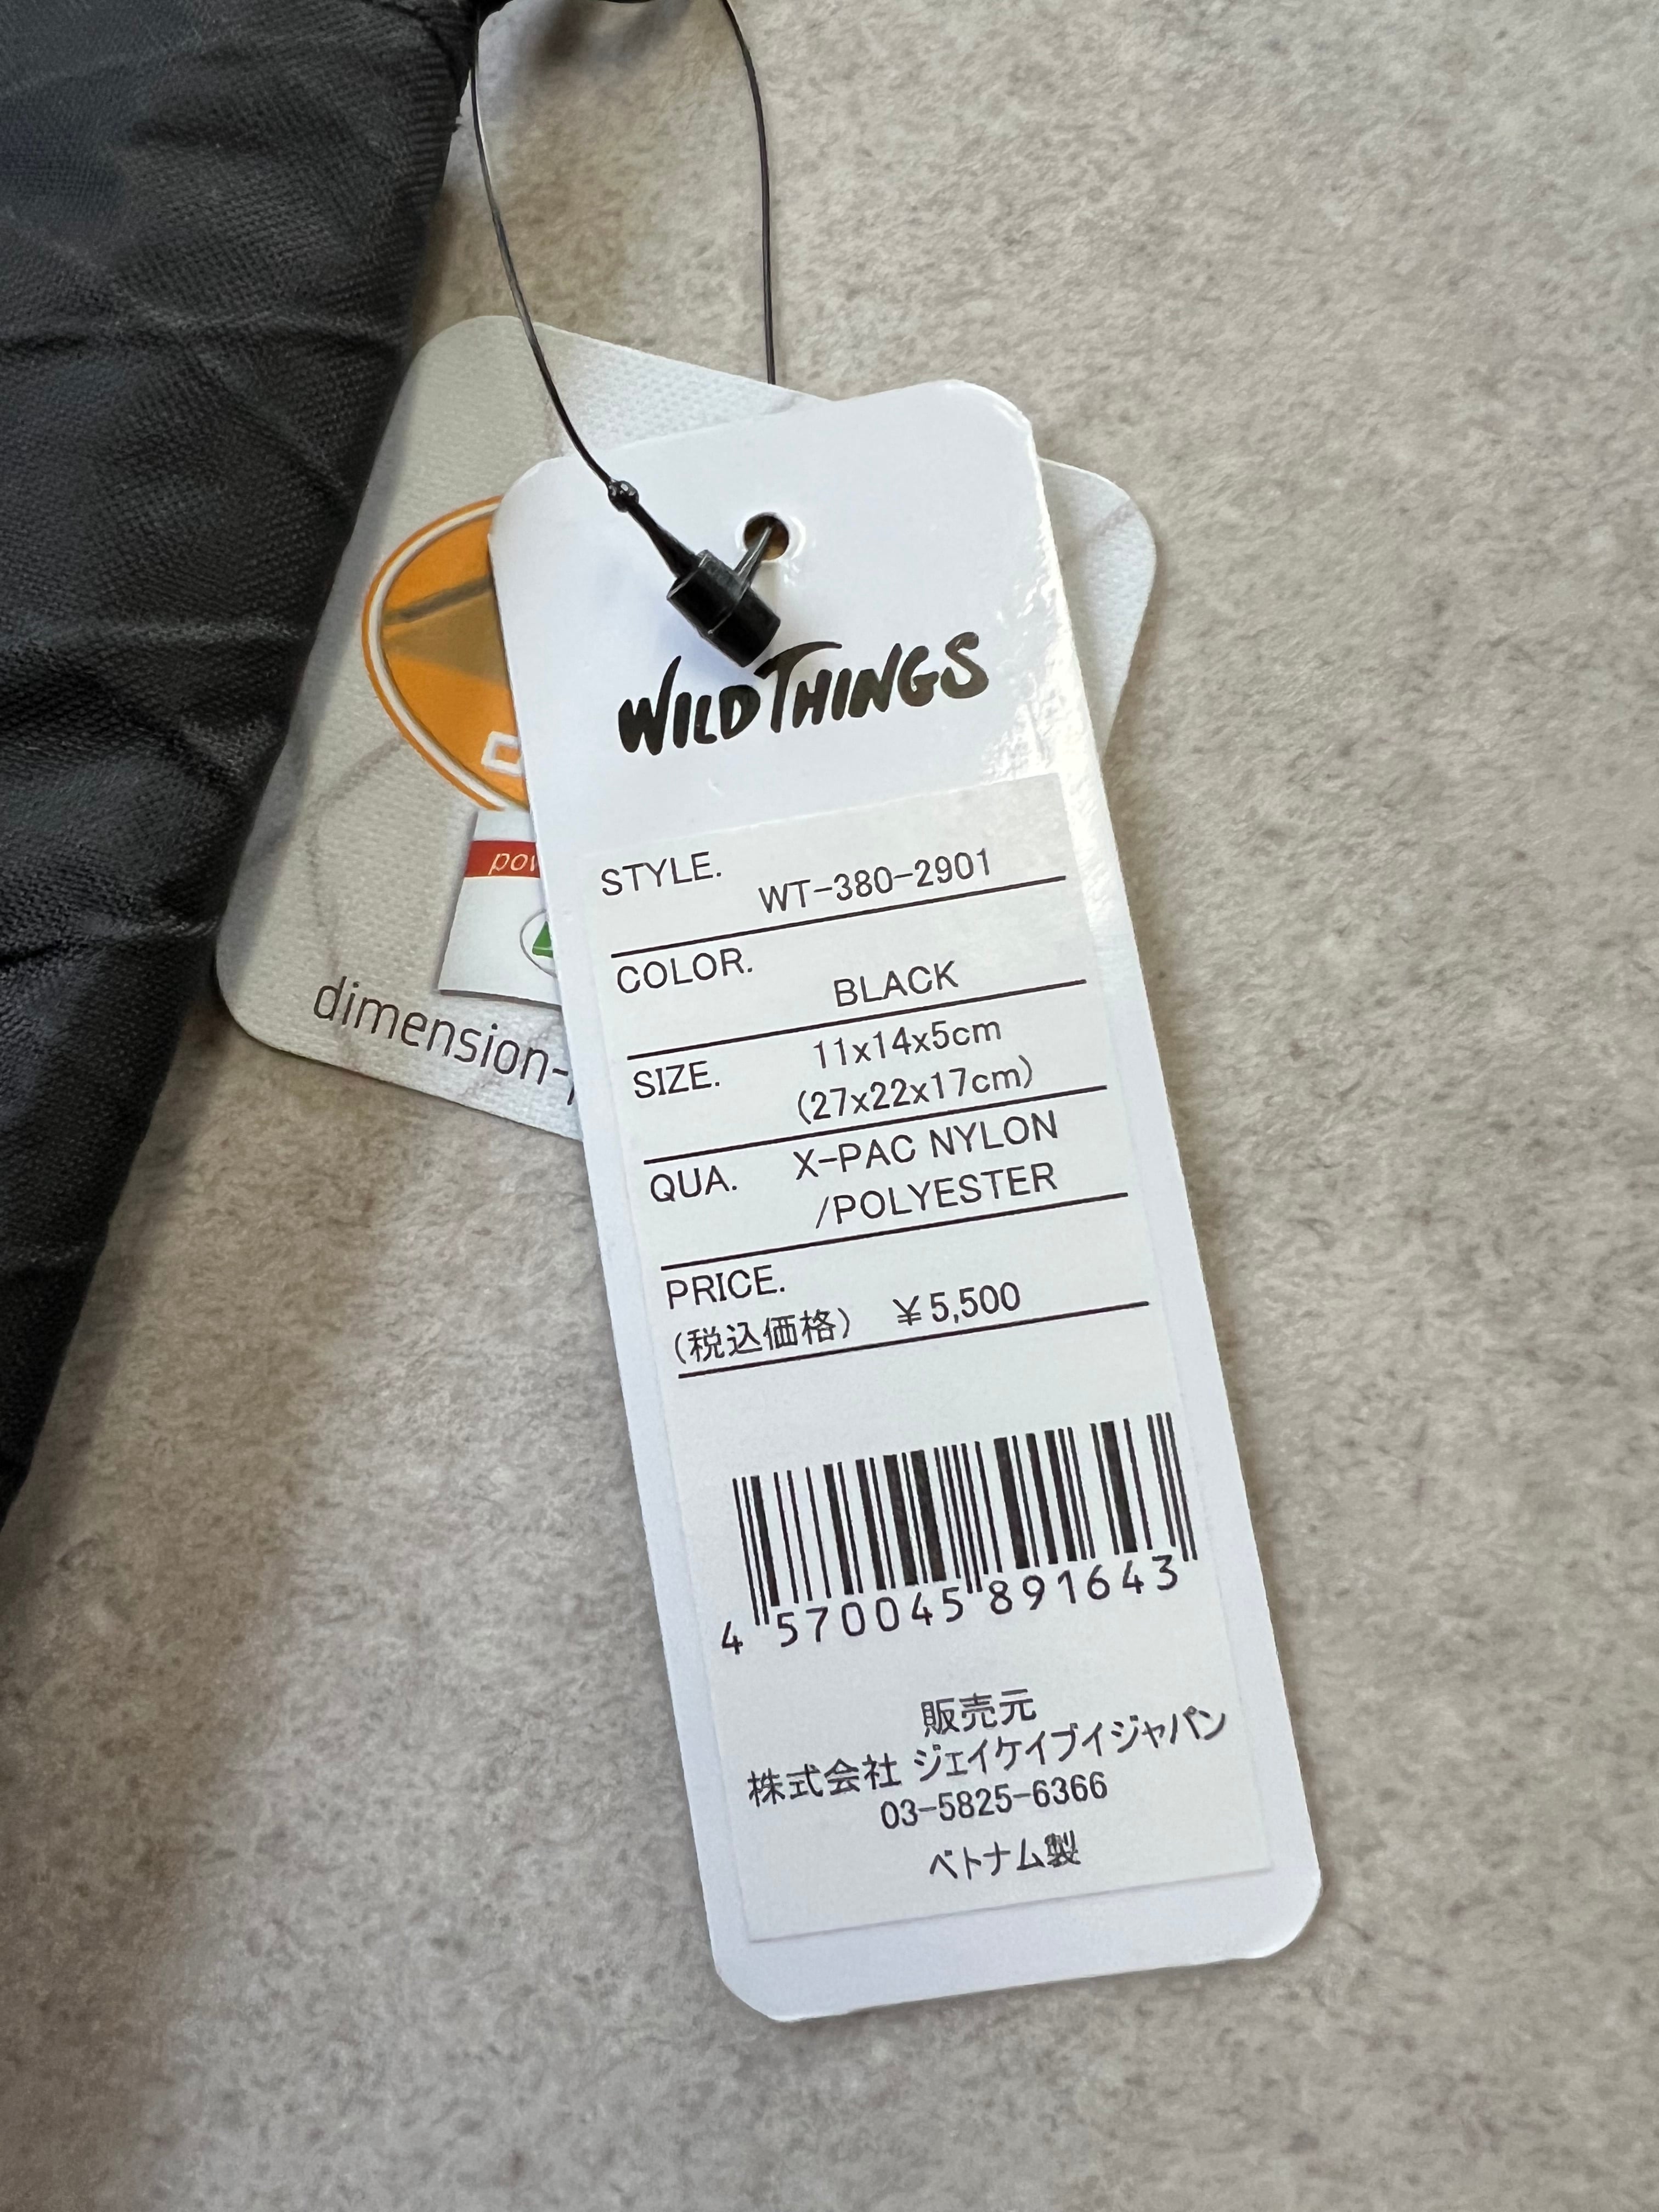 WILDTHINGS
STYLE.
WT-380-2901
COLOR.
BLACK
SIZE.
11x14x5cm
(27x22x17cm)
QUA.
X-PAC NYLON
/POLYESTER
PRICE.
(税込価格) ¥5,500
4 570045 891643
販売元
株式会社 ジェイケイブイジャパン
03-5825-6366
ベトナム製
dimension-